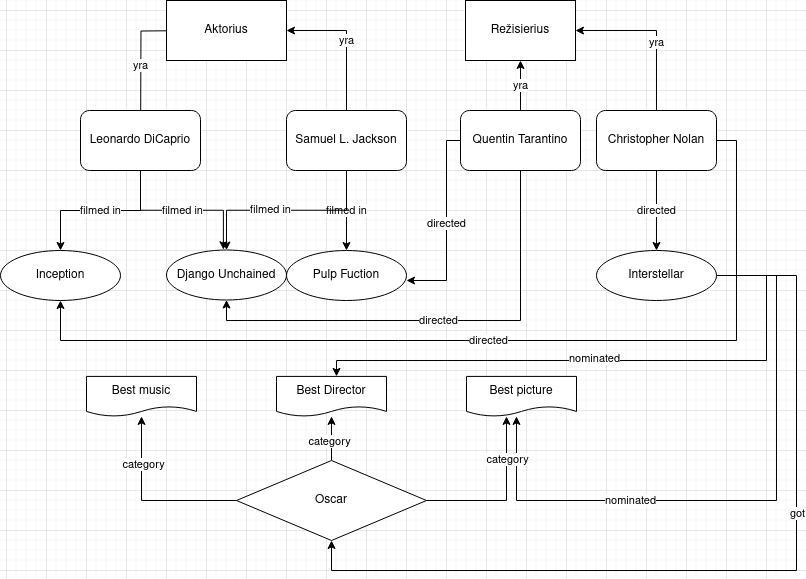 Aktorius
Režisierius
yra
yra
yra
yra
Leonardo DiCaprio
Samuel L. Jackson
Quentin Tarantino
Christopher Nolan
filmed in
filmed in
filmed in
filmed in
directed
directed
Inception
Django Unchained
Pulp Fuction
Interstellar
directed
directed
nominated
Best music
Best Director
Best picture
category
category
category
Oscar
nominated
got